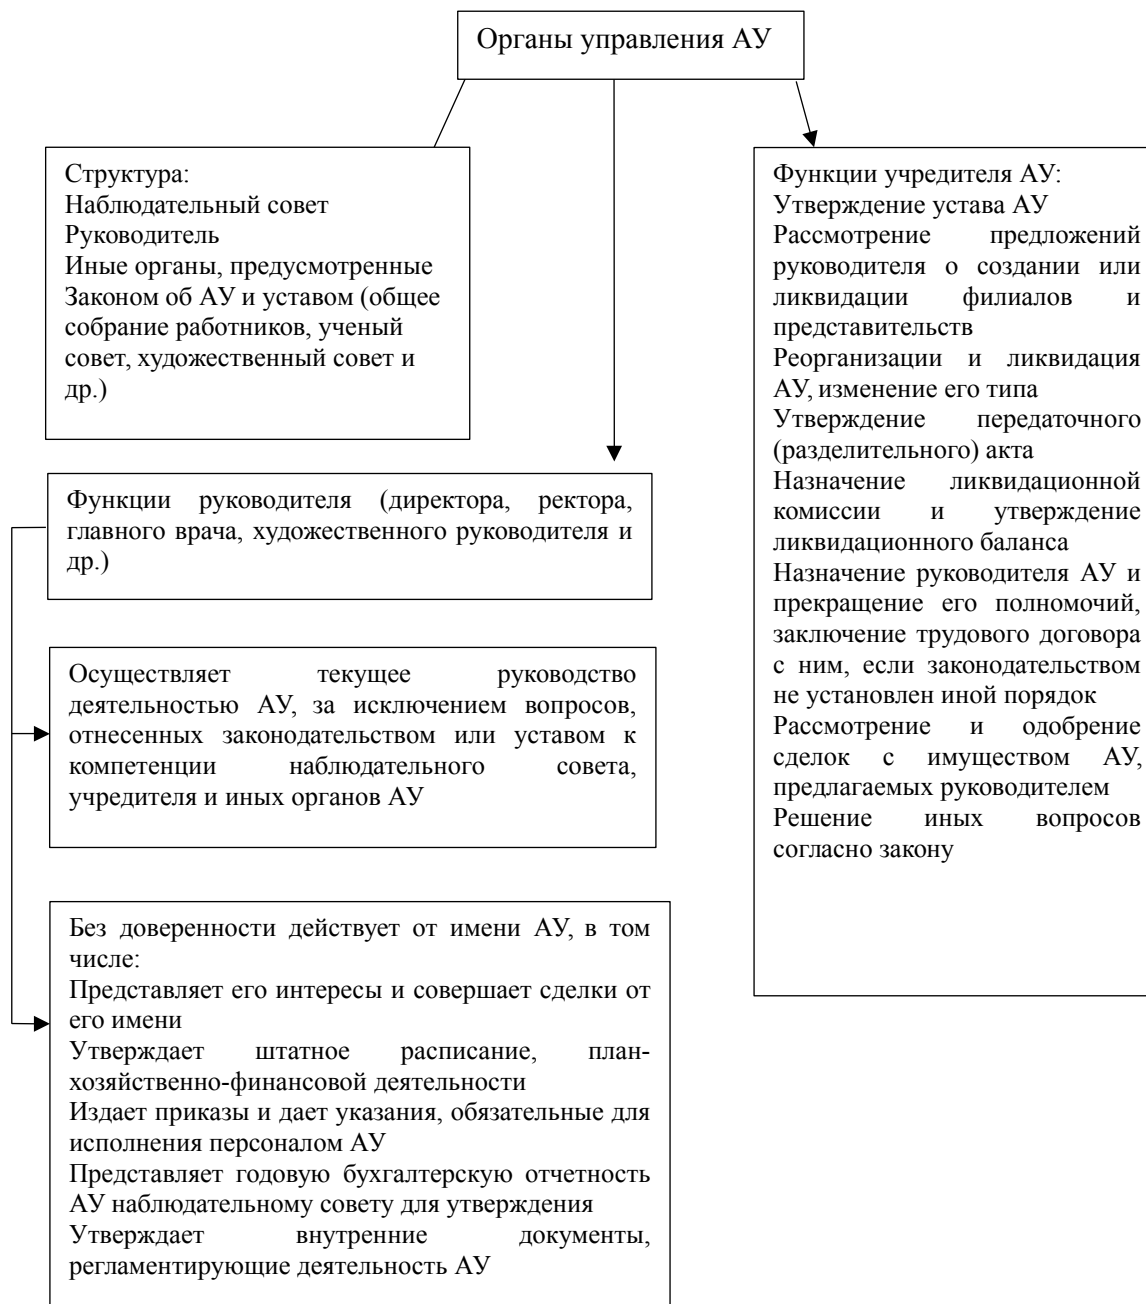 Органы управления АУ
Структура:
Наблюдательный совет
Руководитель
Иные органы, предусмотренные
Законом об АУ и уставом (общее
собрание работников, ученый
совет, художественный совет и
др.)
Функции руководителя (директора, ректора,
главного врача, художественного руководителя и
др.)
Осуществляет текущее руководство
деятельностью АУ, за исключением вопросов,
отнесенных законодательством или уставом к
компетенции наблюдательного совета,
учредителя и иных органов АУ
Без доверенности действует от имени АУ, в том
числе:
Представляет его интересы и совершает сделки от
его имени
Утверждает штатное расписание, план-
хозяйственно-финансовой деятельности
Издает приказы и дает указания, обязательные для
исполнения персоналом АУ
Представляет годовую бухгалтерскую отчетность
АУ наблюдательному совету для утверждения
Утверждает внутренние документы,
регламентирующие деятельность АУ
Функции учредителя АУ:
Утверждение устава АУ
Рассмотрение предложений
руководителя о создании или
ликвидации филиалов и
представительств
Реорганизации и ликвидация
АУ, изменение его типа
Утверждение передаточного
(разделительного) акта
Назначение ликвидационной
комиссии и утверждение
ликвидационного баланса
Назначение руководителя АУ и
прекращение его полномочий,
заключение трудового договора
с ним, если законодательством
не установлен иной порядок
Рассмотрение и одобрение
сделок с имуществом АУ,
предлагаемых руководителем
Решение иных вопросов
согласно закону